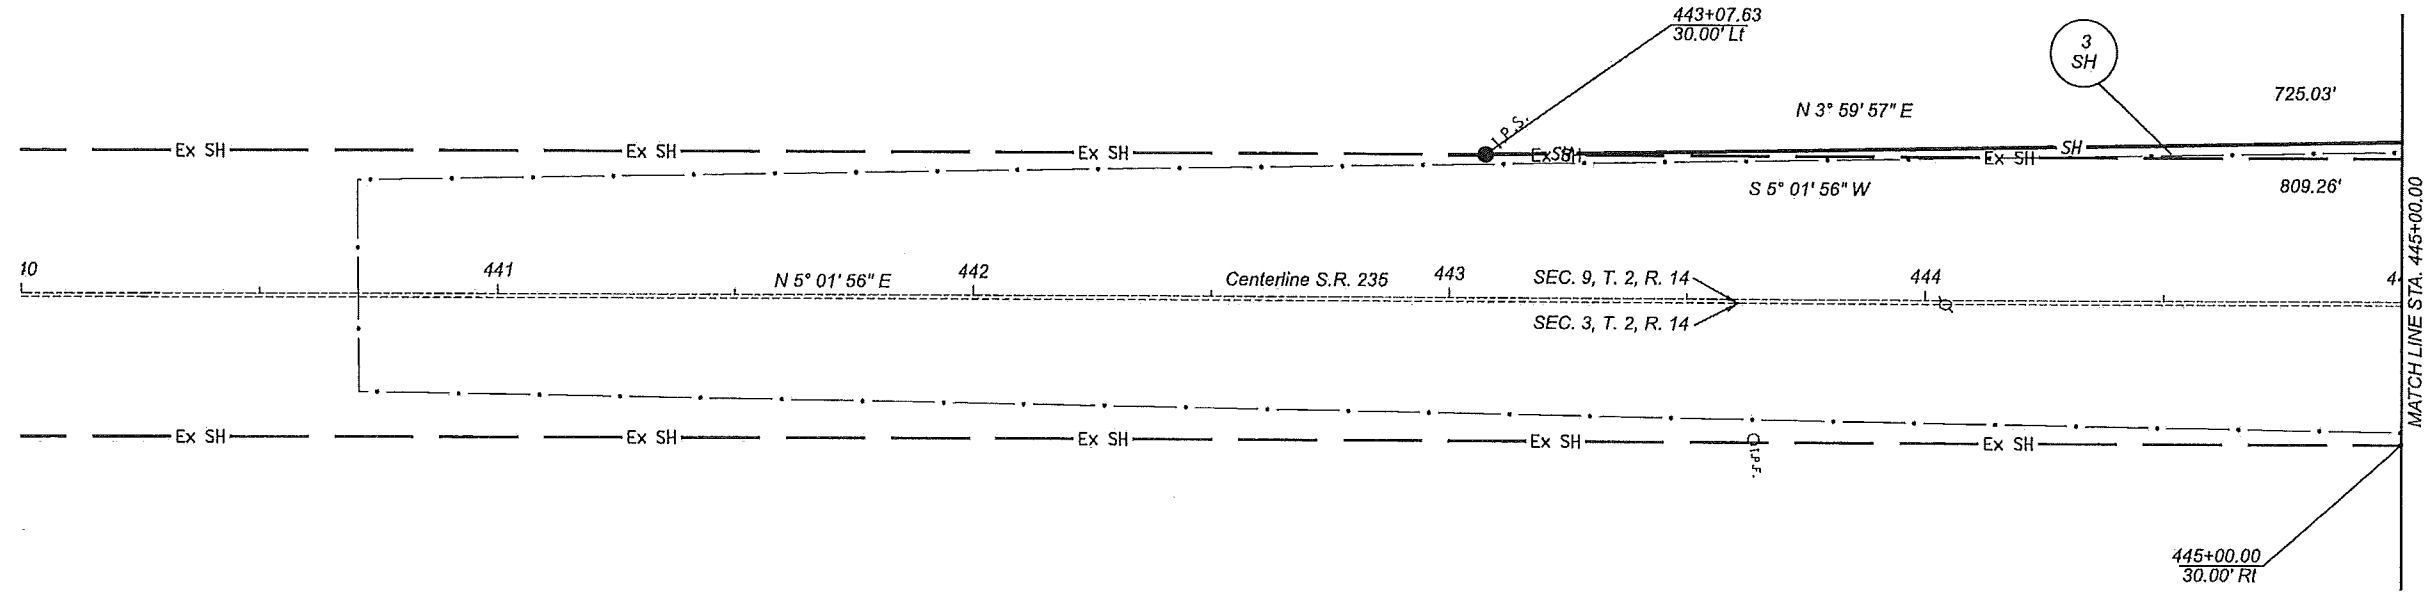 443+07.63
30.00' Lt
3
SH
725.03'
N 3° 59' 57" E
I.P.S.
Ex SH
Ex SH
Ex SH
Ex SH
SH
Ex SH
SH
S 5° 01' 56" W
809.26'
10
441
N 5° 01' 56" E
442
Centerline S.R. 235
443
SEC. 9, T. 2, R. 14
444
44
SEC. 3, T. 2, R. 14
MATCH LINE STA. 445+00.00
Ex SH
Ex SH
Ex SH
Ex SH
Ex SH
I.P.F.
445+00.00
30.00' Rt